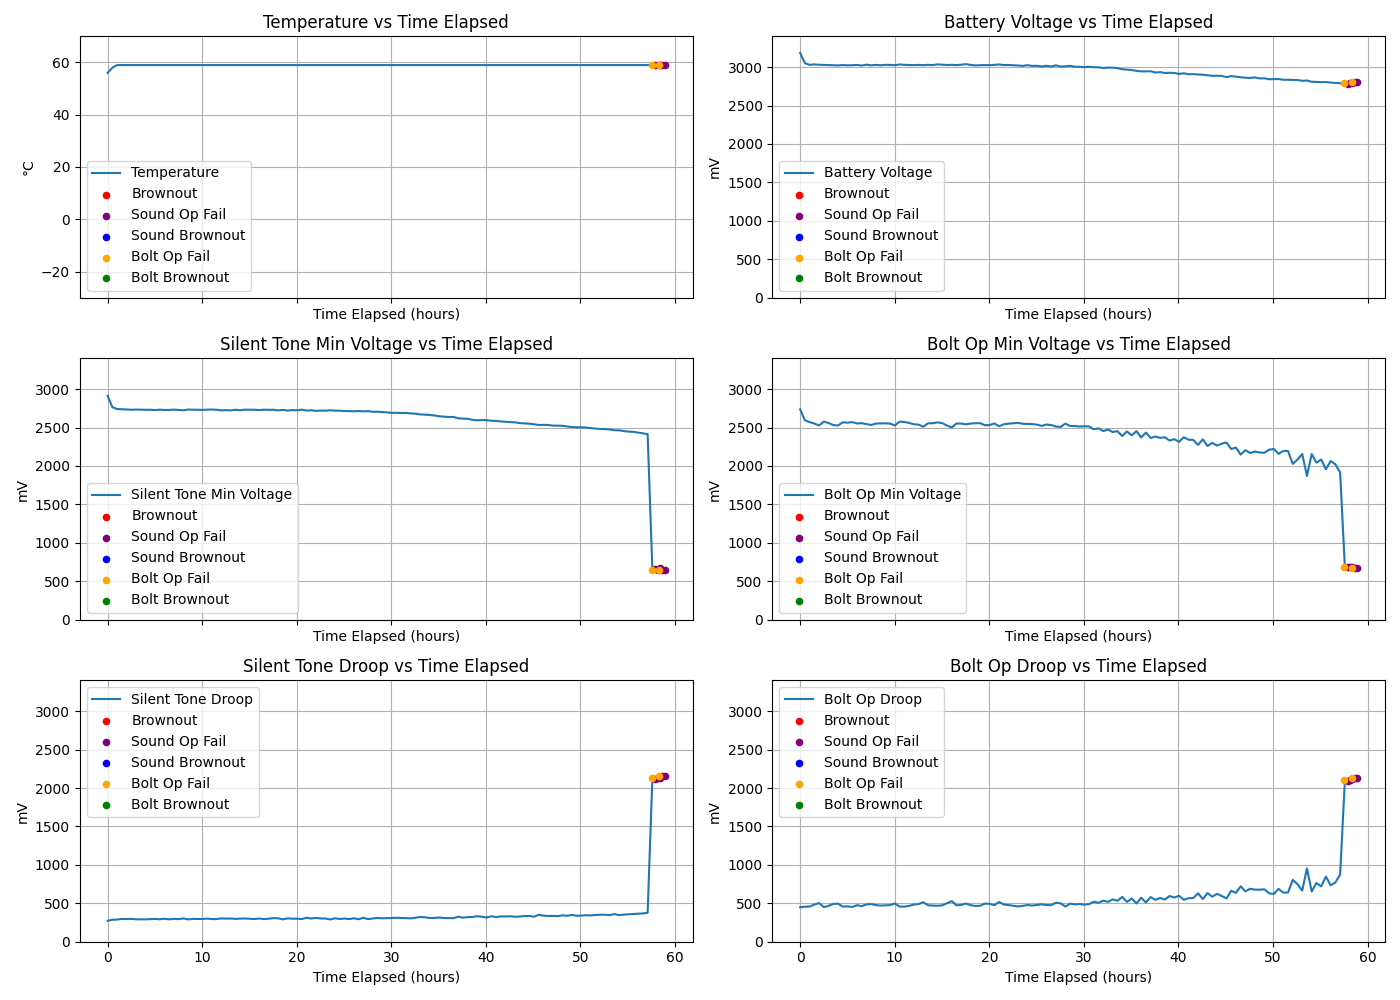 Temperature vs Time Elapsed
60
40
20
0
−20
°C
Temperature
Brownout
Sound Op Fail
Sound Brownout
Bolt Op Fail
Bolt Brownout
Time Elapsed (hours)
Battery Voltage vs Time Elapsed
3000
2500
2000
1500
1000
500
0
mV
Battery Voltage
Brownout
Sound Op Fail
Sound Brownout
Bolt Op Fail
Bolt Brownout
Time Elapsed (hours)
Silent Tone Min Voltage vs Time Elapsed
3000
2500
2000
1500
1000
500
0
mV
Silent Tone Min Voltage
Brownout
Sound Op Fail
Sound Brownout
Bolt Op Fail
Bolt Brownout
Time Elapsed (hours)
Bolt Op Min Voltage vs Time Elapsed
3000
2500
2000
1500
1000
500
0
mV
Bolt Op Min Voltage
Brownout
Sound Op Fail
Sound Brownout
Bolt Op Fail
Bolt Brownout
Time Elapsed (hours)
Silent Tone Droop vs Time Elapsed
3000
2500
2000
1500
1000
500
0
mV
Silent Tone Droop
Brownout
Sound Op Fail
Sound Brownout
Bolt Op Fail
Bolt Brownout
0 10 20 30 40 50 60
Time Elapsed (hours)
Bolt Op Droop vs Time Elapsed
3000
2500
2000
1500
1000
500
0
mV
Bolt Op Droop
Brownout
Sound Op Fail
Sound Brownout
Bolt Op Fail
Bolt Brownout
0 10 20 30 40 50 60
Time Elapsed (hours)